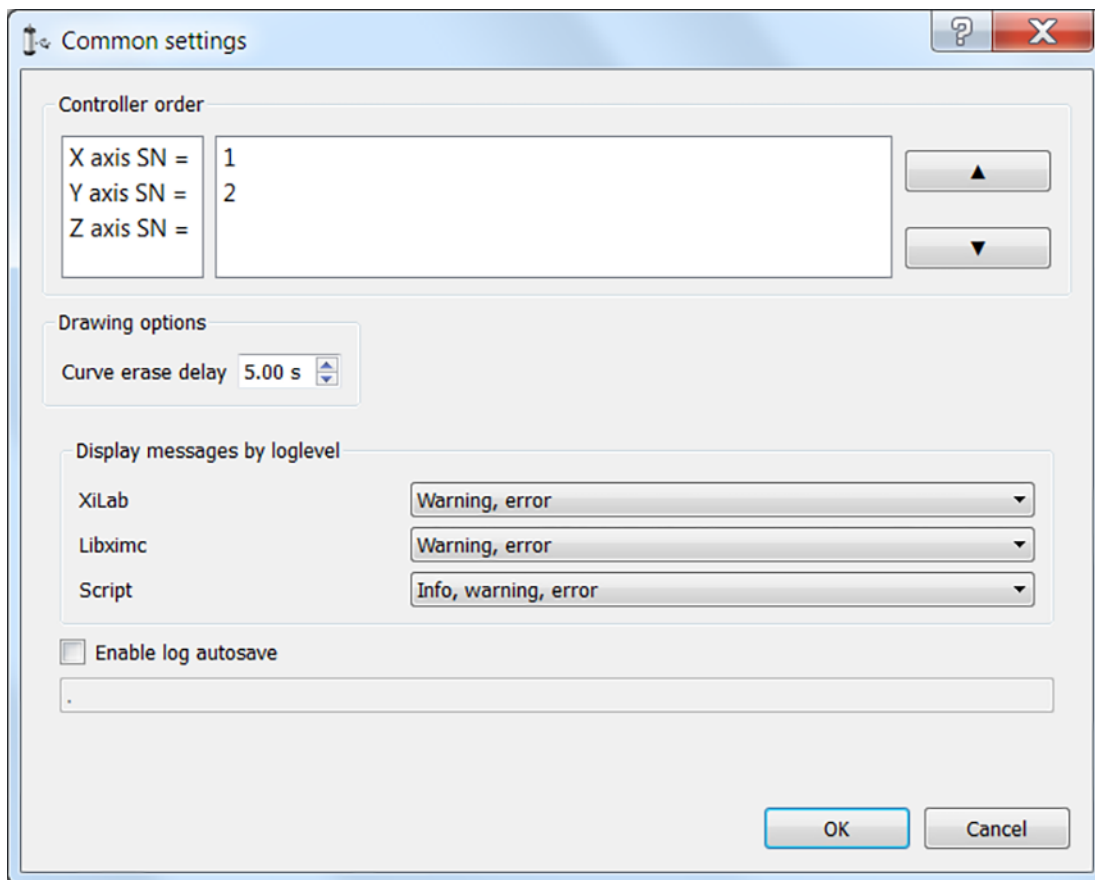 Common settings
Controller order
X axis SN = 1
Y axis SN = 2
Z axis SN =
Drawing options
Curve erase delay 5.00 s
Display messages by loglevel
XiLab Warning, error
Libximc Warning, error
Script Info, warning, error
Enable log autosave
.
OK Cancel